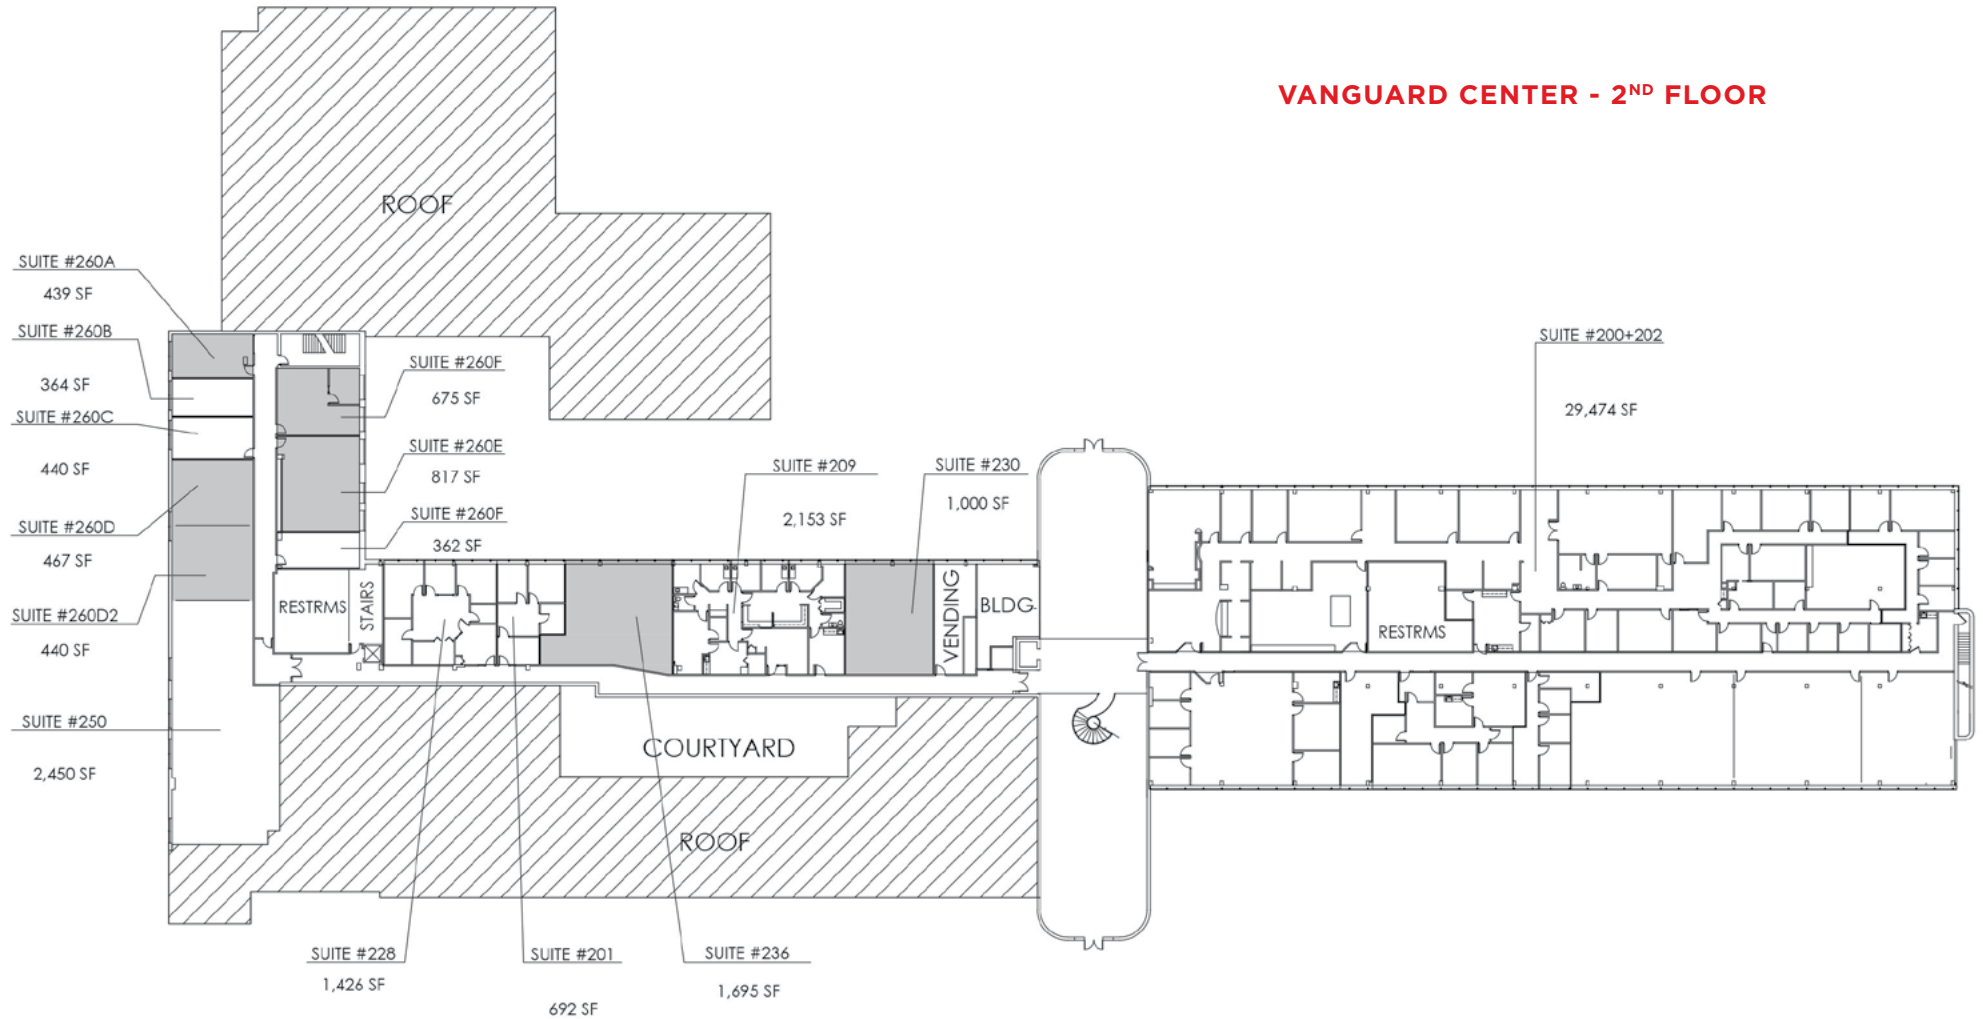 VANGUARD CENTER - 2ND FLOOR
ROOF
SUITE #260A
439 SF
SUITE #260B
364 SF
SUITE #260C
440 SF
SUITE #260D
467 SF
SUITE #260D2
440 SF
SUITE #250
2,450 SF
SUITE #260F
675 SF
SUITE #260E
817 SF
SUITE #260F
362 SF
RESTRMS
STAIRS
SUITE #209
2,153 SF
SUITE #230
1,000 SF
VENDING
BLDG
SUITE #200+202
29,474 SF
RESTRMS
COURTYARD
ROOF
SUITE #228
1,426 SF
SUITE #201
692 SF
SUITE #236
1,695 SF